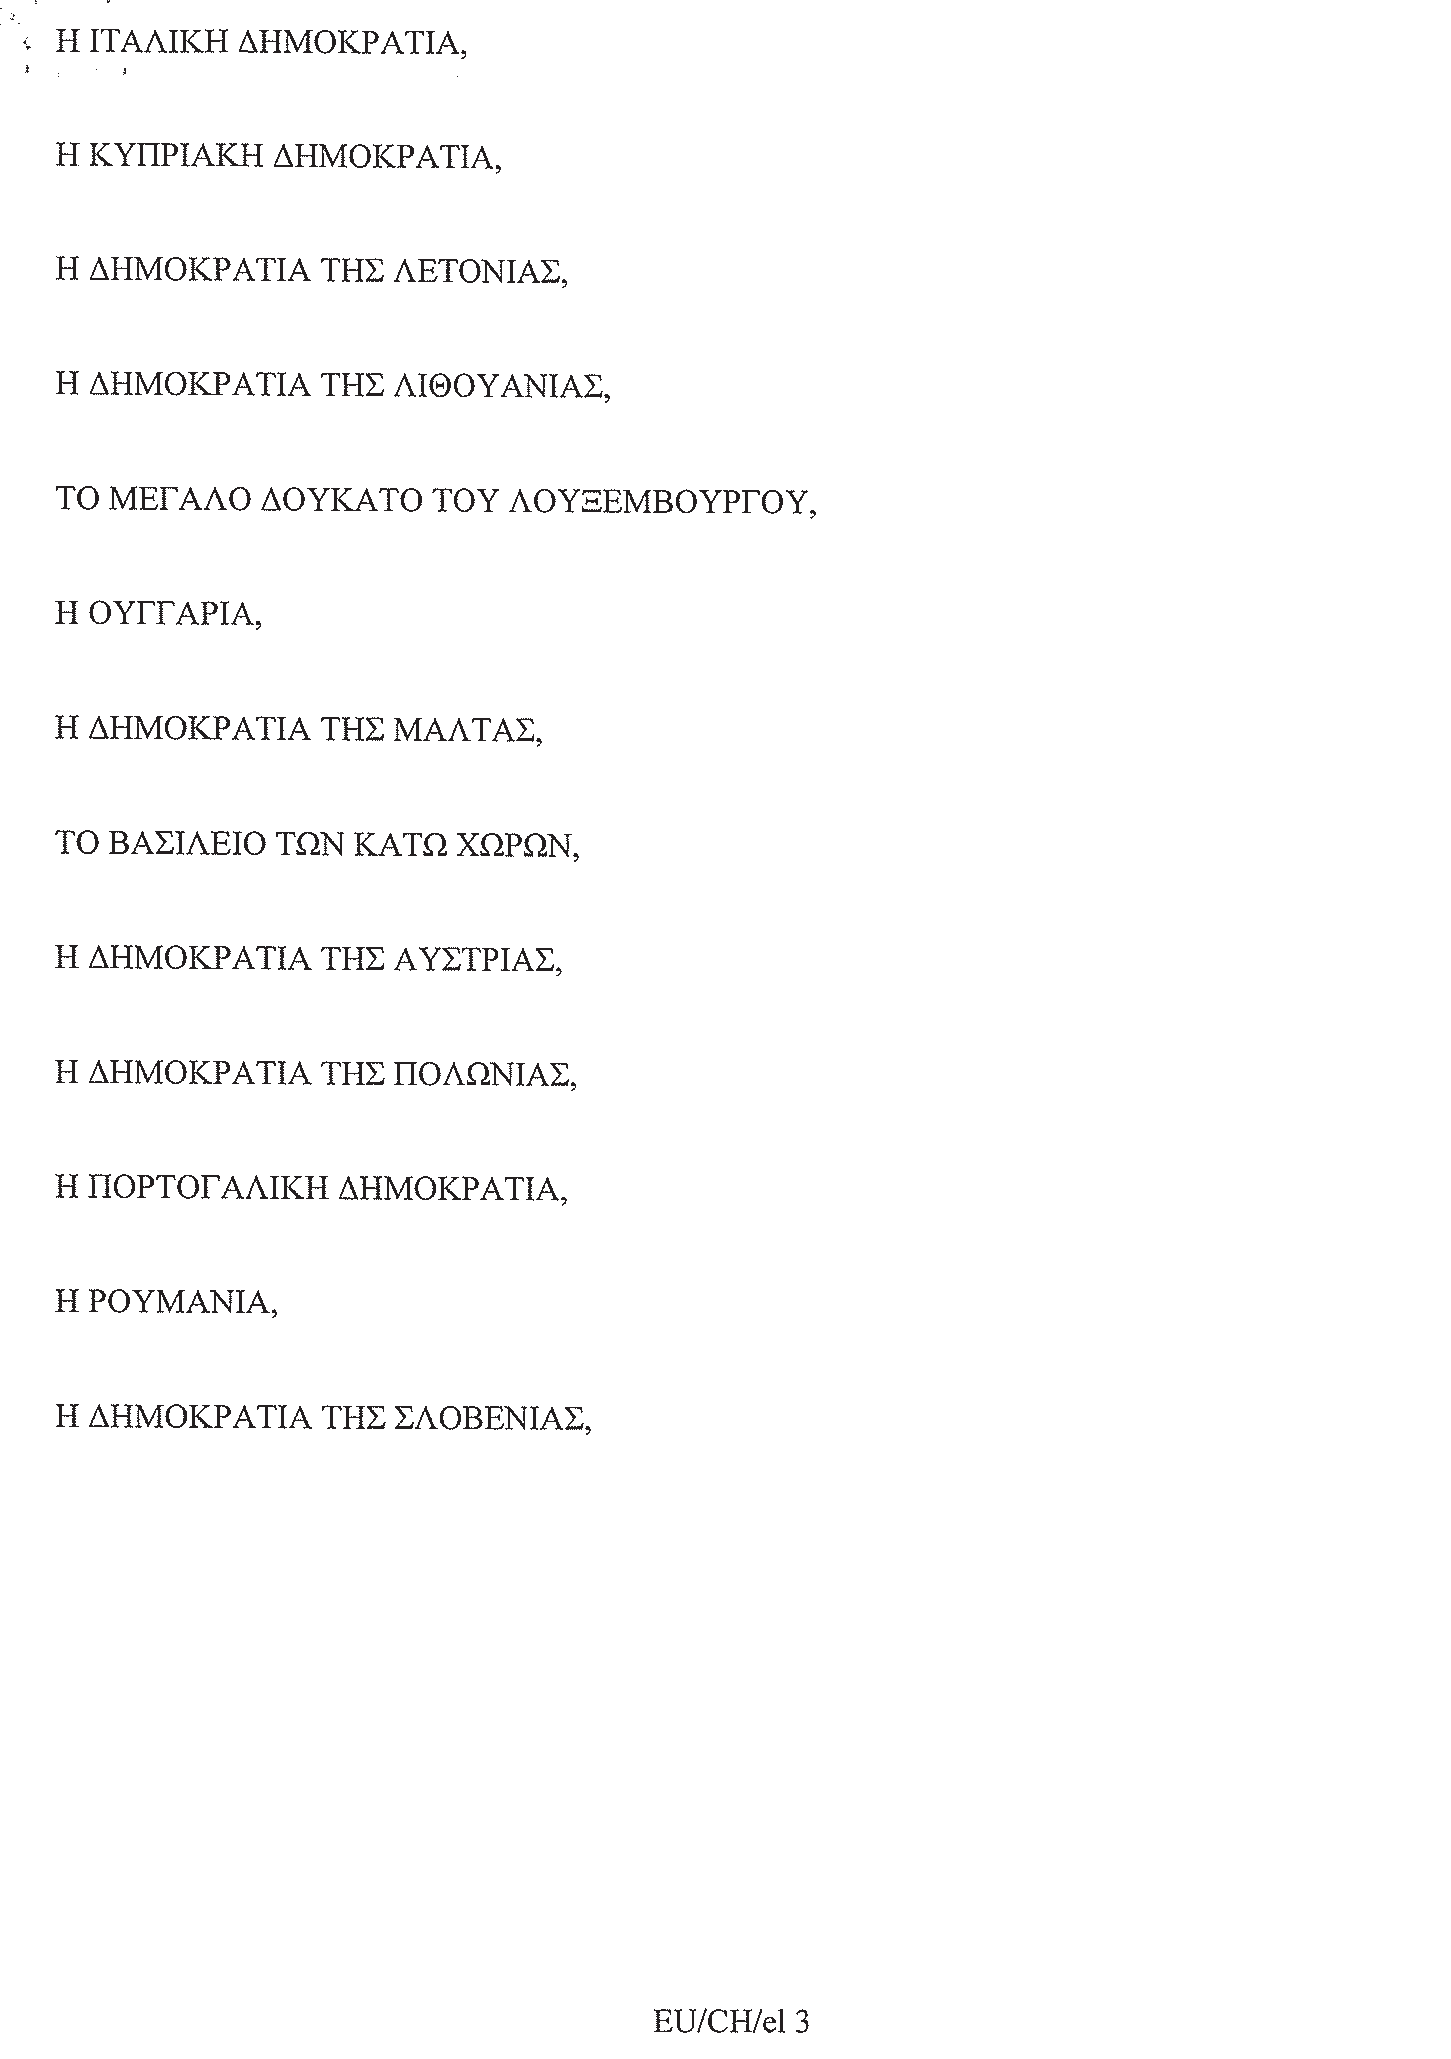 Η ΙΤΑΛΙΚΗ ΔΗΜΟΚΡΑΤΙΑ,
Η ΚΥΠΡΙΑΚΗ ΔΗΜΟΚΡΑΤΙΑ,
Η ΔΗΜΟΚΡΑΤΙΑ ΤΗΣ ΛΕΤΟΝΙΑΣ,
Η ΔΗΜΟΚΡΑΤΙΑ ΤΗΣ ΛΙΘΟΥΑΝΙΑΣ,
ΤΟ ΜΕΓΑΛΟ ΔΟΥΚΑΤΟ ΤΟΥ ΛΟΥΞΕΜΒΟΥΡΓΟΥ,
Η ΟΥΓΓΑΡΙΑ,
Η ΔΗΜΟΚΡΑΤΙΑ ΤΗΣ ΜΑΛΤΑΣ,
ΤΟ ΒΑΣΙΛΕΙΟ ΤΩΝ ΚΑΤΩ ΧΩΡΩΝ,
Η ΔΗΜΟΚΡΑΤΙΑ ΤΗΣ ΑΥΣΤΡΙΑΣ,
Η ΔΗΜΟΚΡΑΤΙΑ ΤΗΣ ΠΟΛΩΝΙΑΣ,
Η ΠΟΡΤΟΓΑΛΙΚΗ ΔΗΜΟΚΡΑΤΙΑ,
Η ΡΟΥΜΑΝΙΑ,
Η ΔΗΜΟΚΡΑΤΙΑ ΤΗΣ ΣΛΟΒΕΝΙΑΣ,
EU/CH/el 3